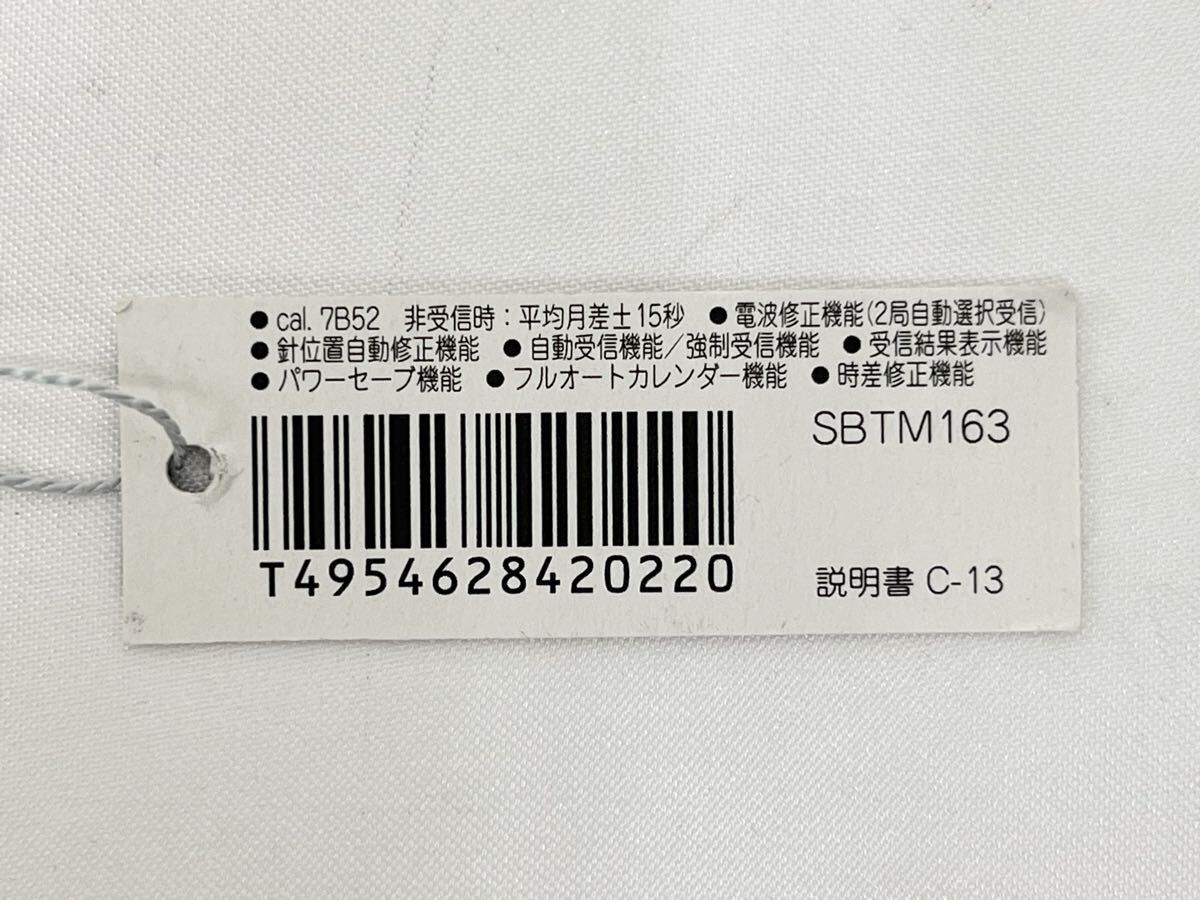 ● cal. 7B52 非受信時：平均月差±15秒 ● 電波修正機能(2局自動選択受信)
● 針位置自動修正機能 ● 自動受信機能／強制受信機能 ● 受信結果表示機能
● パワーセーブ機能 ● フルオートカレンダー機能 ● 時差修正機能
SBTM163
T4954628420220
説明書 C-13